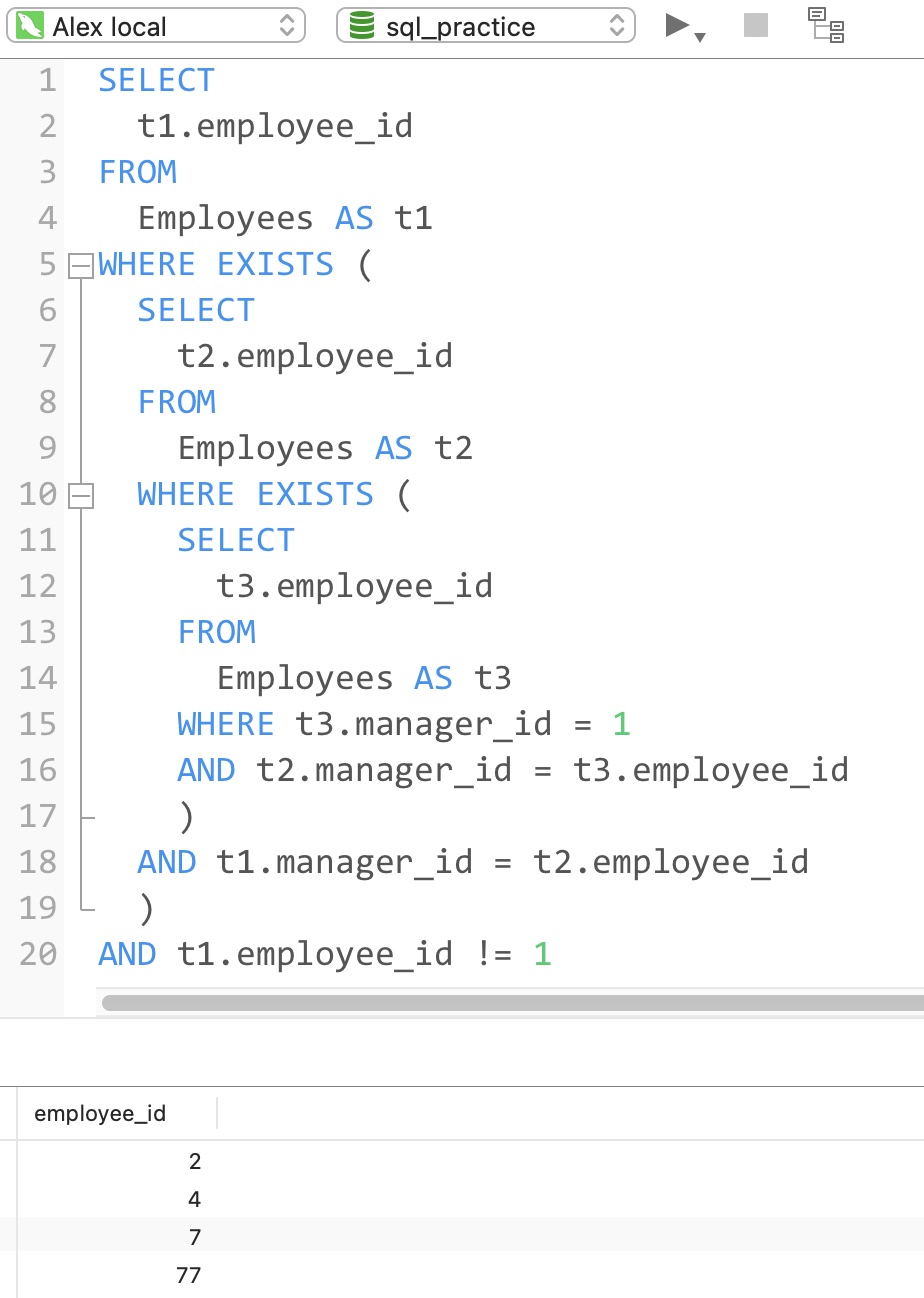 Alex local sql_practice
1 SELECT
2 t1.employee_id
3 FROM
4 Employees AS t1
5 WHERE EXISTS (
6 SELECT
7 t2.employee_id
8 FROM
9 Employees AS t2
10 WHERE EXISTS (
11 SELECT
12 t3.employee_id
13 FROM
14 Employees AS t3
15 WHERE t3.manager_id = 1
16 AND t2.manager_id = t3.employee_id
17 )
18 AND t1.manager_id = t2.employee_id
19 )
20 AND t1.employee_id != 1
employee_id
2
4
7
77